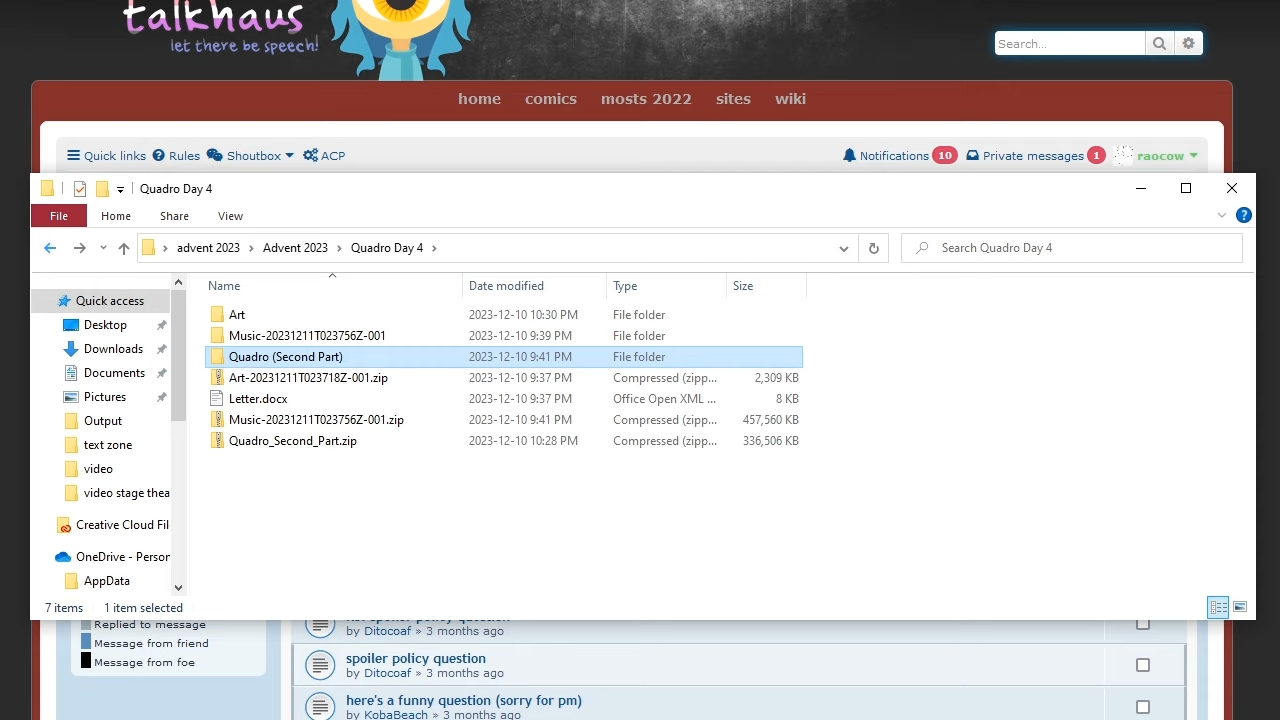 talkhaus
let there be speech!
Search...
home comics mosts 2022 sites wiki
Quick links Rules Shoutbox ACP Notifications 10 Private messages 1 raocow
Quadro Day 4
File Home Share View
advent 2023 Advent 2023 Quadro Day 4 Search Quadro Day 4
Name Date modified Type Size
Quick access
Desktop
Downloads
Documents
Pictures
Output
text zone
video
video stage thea
Creative Cloud Fil
OneDrive - Person
AppData
Art 2023-12-10 10:30 PM File folder
Music-20231211T023756Z-001 2023-12-10 9:39 PM File folder
Quadro (Second Part) 2023-12-10 9:41 PM File folder
Art-20231211T023718Z-001.zip 2023-12-10 9:37 PM Compressed (zipp... 2,309 KB
Letter.docx 2023-12-10 9:37 PM Office Open XML ... 8 KB
Music-20231211T023756Z-001.zip 2023-12-10 9:41 PM Compressed (zipp... 457,560 KB
Quadro_Second_Part.zip 2023-12-10 10:28 PM Compressed (zipp... 336,506 KB
7 items 1 item selected
Replied to message
Message from friend
Message from foe
spoiler policy question
by Ditocoaf » 3 months ago
spoiler policy question
by Ditocoaf » 3 months ago
here's a funny question (sorry for pm)
by KobaBeach » 3 months ago